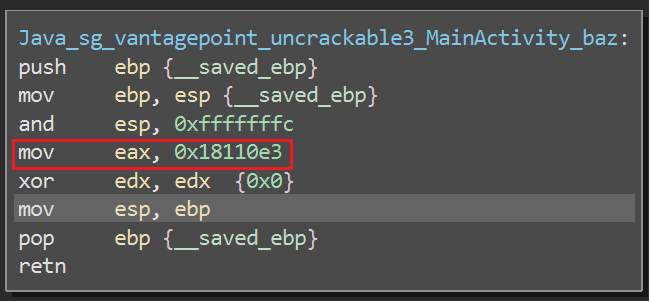 Java_sg_vantagepoint_uncrackable3_MainActivity_baz:
push ebp {__saved_ebp}
mov ebp, esp {__saved_ebp}
and esp, 0xfffffffc
mov eax, 0x18110e3
xor edx, edx {0x0}
mov esp, ebp
pop ebp {__saved_ebp}
retn